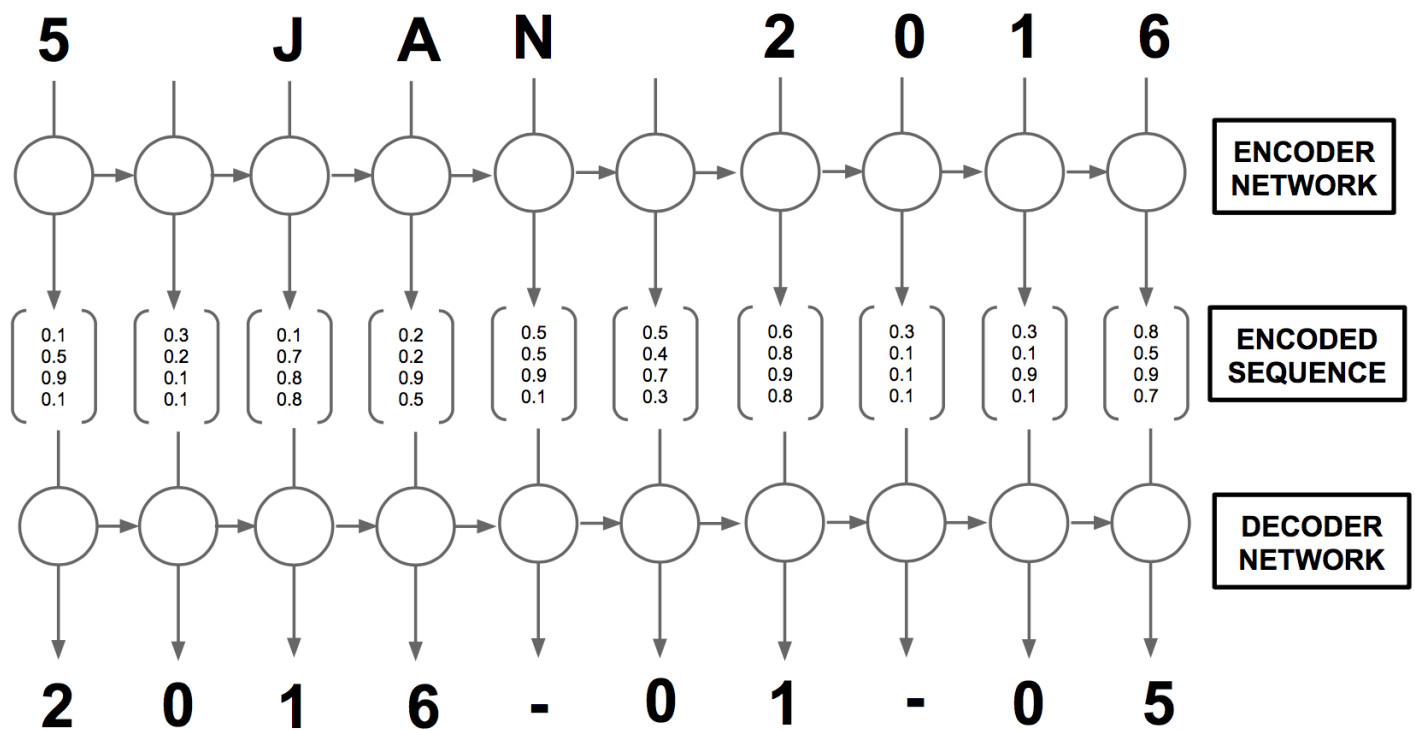 5 J A N 2 0 1 6
ENCODER
NETWORK
0.1 0.3 0.1 0.2 0.5 0.5 0.6 0.3 0.3 0.8
0.5 0.2 0.7 0.2 0.5 0.4 0.8 0.1 0.1 0.5
0.9 0.1 0.8 0.9 0.9 0.7 0.9 0.1 0.9 0.9
0.1 0.1 0.8 0.5 0.1 0.3 0.8 0.1 0.1 0.7
ENCODED
SEQUENCE
DECODER
NETWORK
2 0 1 6 - 0 1 - 0 5